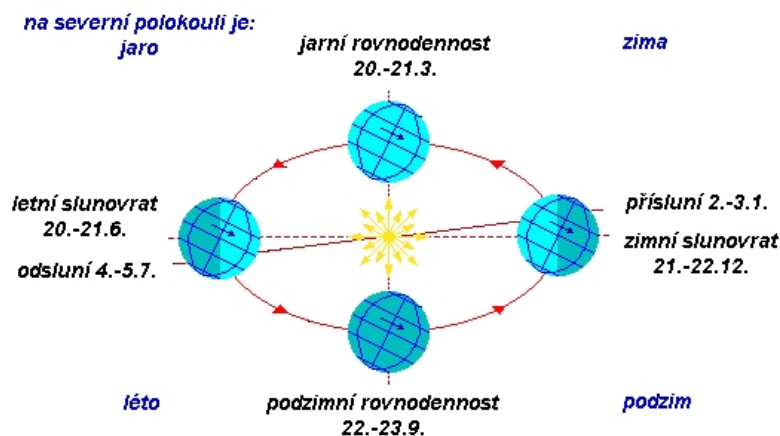 na severní polokouli je:
jaro
jarní rovnodennost
20.-21.3.
zima
letní slunovrat
20.-21.6.
odsluní 4.-5.7.
přísluní 2.-3.1.
zimní slunovrat
21.-22.12.
léto
podzimní rovnodennost
22.-23.9.
podzim